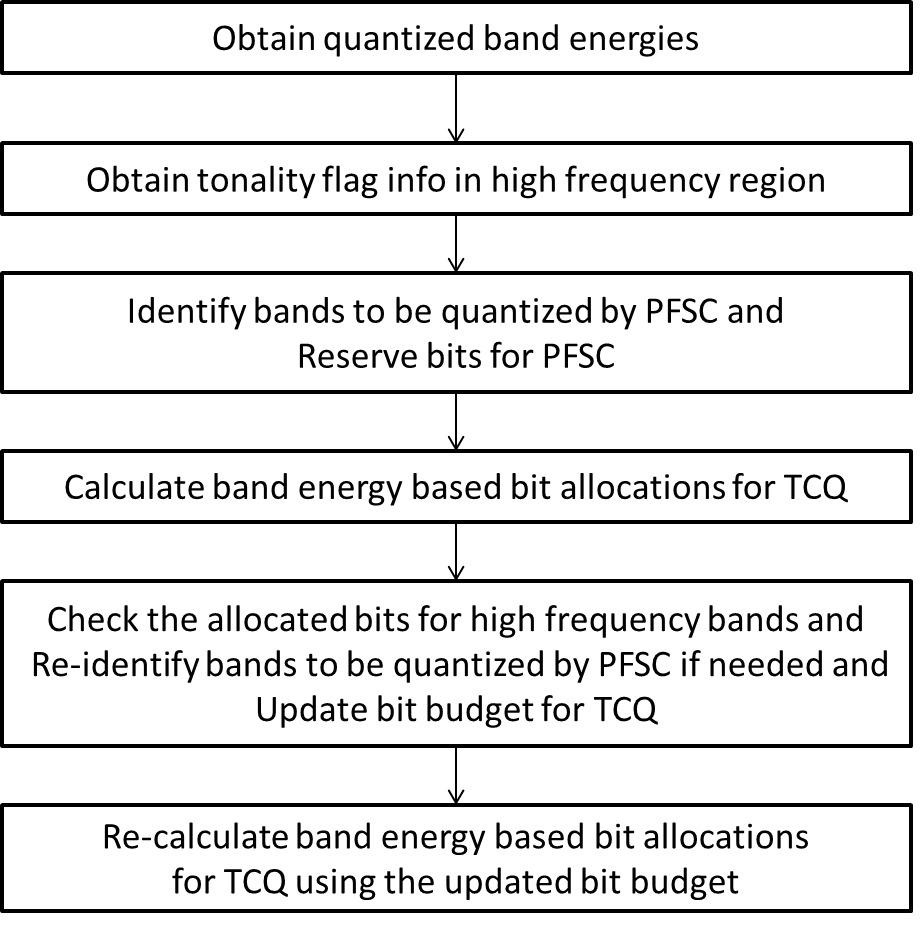 Obtain quantized band energies
Obtain tonality flag info in high frequency region
Identify bands to be quantized by PFSC and
Reserve bits for PFSC
Calculate band energy based bit allocations for TCQ
Check the allocated bits for high frequency bands and
Re-identify bands to be quantized by PFSC if needed and
Update bit budget for TCQ
Re-calculate band energy based bit allocations
for TCQ using the updated bit budget